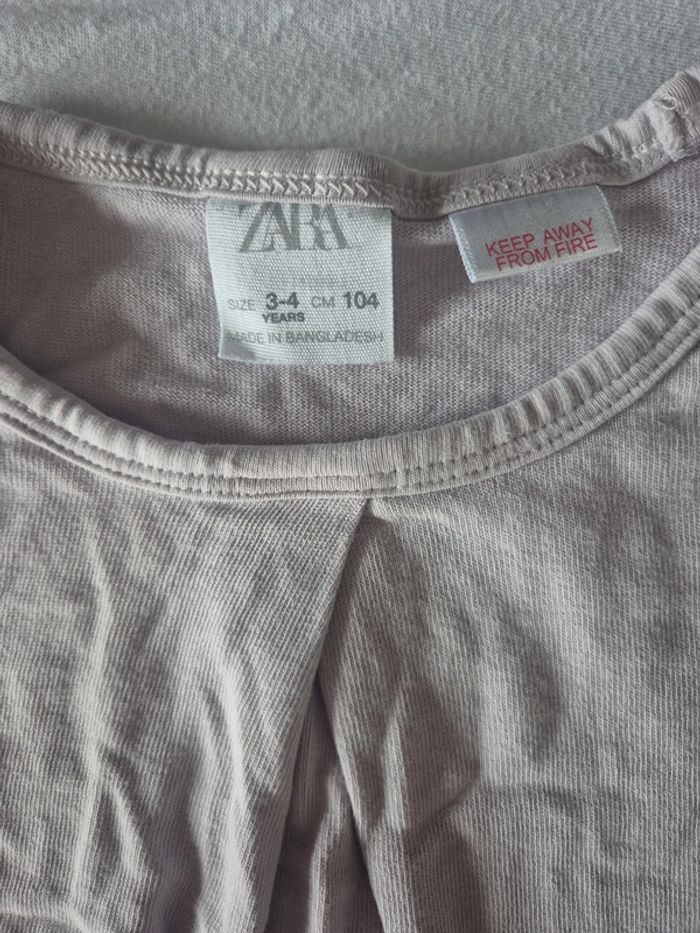 ZARA
SIZE 3-4 CM 104
YEARS
MADE IN BANGLADESH
KEEP AWAY
FROM FIRE